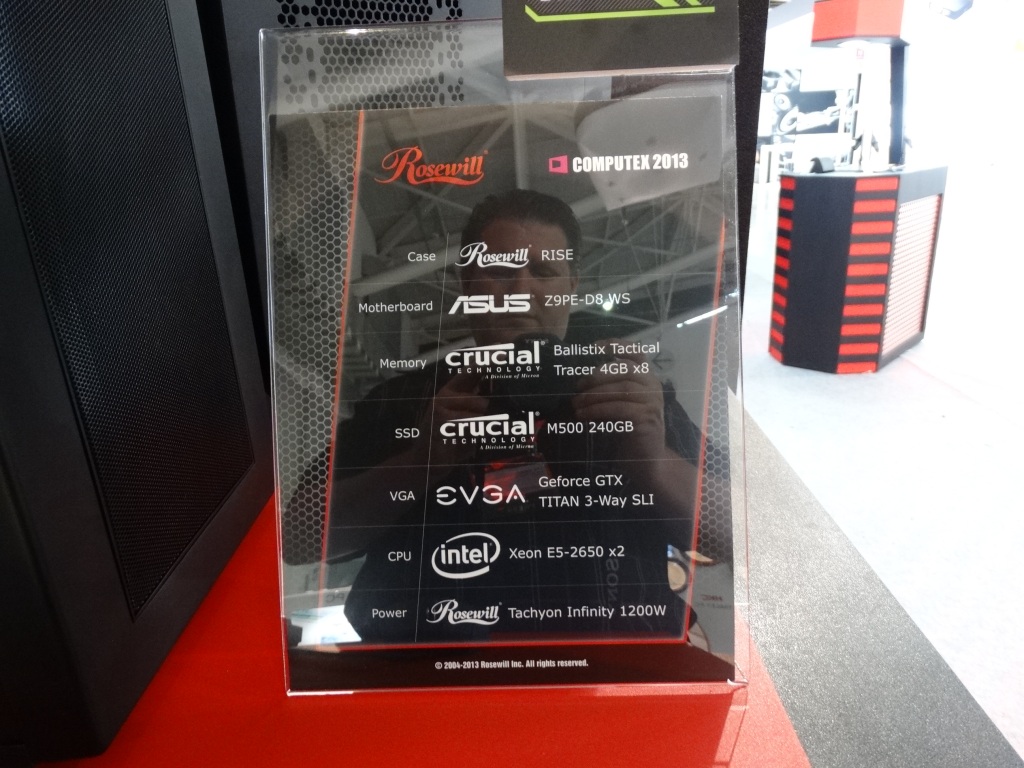 Rosewill COMPUTEX 2013
Case Rosewill RISE
Motherboard ASUS Z9PE-D8 WS
Memory crucial TECHNOLOGY A Division of Micron Ballistix Tactical
Tracer 4GB x8
SSD crucial TECHNOLOGY A Division of Micron M500 240GB
VGA EVGA Geforce GTX
TITAN 3-Way SLI
CPU intel Xeon E5-2650 x2
Power Rosewill Tachyon Infinity 1200W
© 2004-2013 Rosewill Inc. All rights reserved.